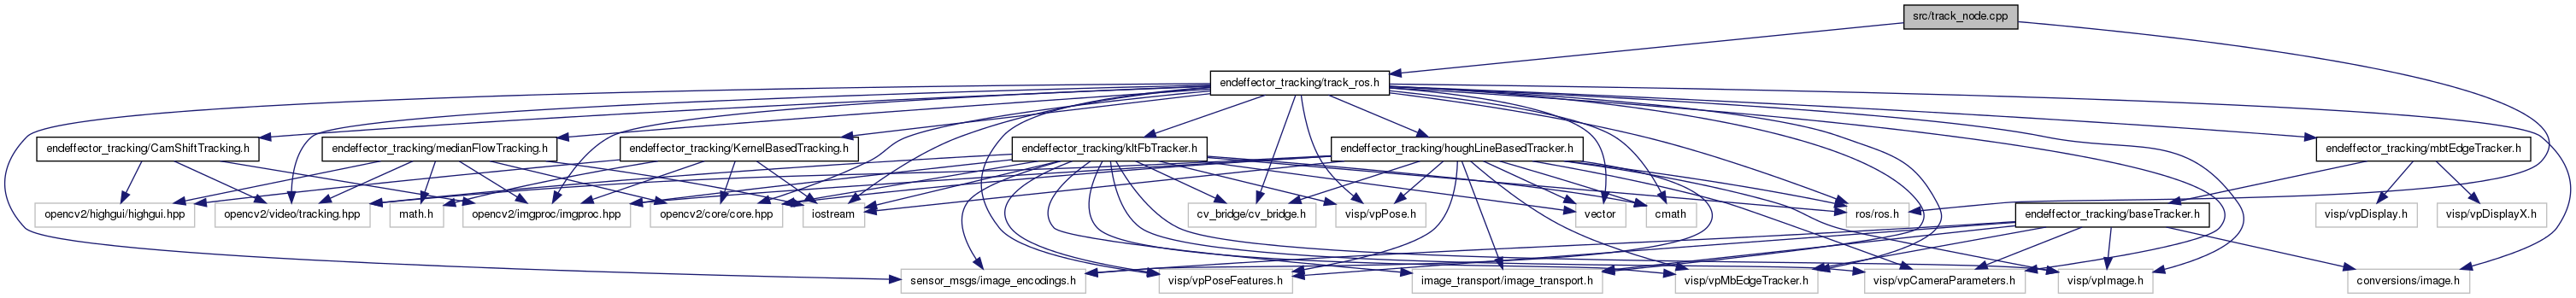 src/track_node.cpp
endeffector_tracking/track_ros.h
endeffector_tracking/CamShiftTracking.h
endeffector_tracking/medianFlowTracking.h
endeffector_tracking/KernelBasedTracking.h
endeffector_tracking/kltFbTracker.h
endeffector_tracking/houghLineBasedTracker.h
endeffector_tracking/mbtEdgeTracker.h
opencv2/highgui/highgui.hpp
opencv2/video/tracking.hpp
math.h
opencv2/imgproc/imgproc.hpp
opencv2/core/core.hpp
iostream
cv_bridge/cv_bridge.h
visp/vpPose.h
vector
cmath
ros/ros.h
endeffector_tracking/baseTracker.h
visp/vpDisplay.h
visp/vpDisplayX.h
sensor_msgs/image_encodings.h
visp/vpPoseFeatures.h
image_transport/image_transport.h
visp/vpMbEdgeTracker.h
visp/vpCameraParameters.h
visp/vpImage.h
conversions/image.h